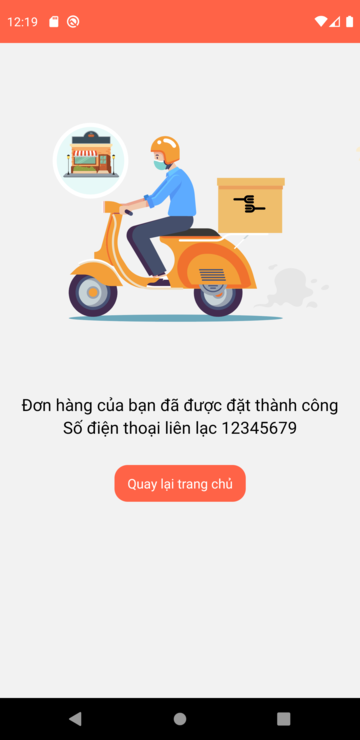 12:19
Đơn hàng của bạn đã được đặt thành công
Số điện thoại liên lạc 12345679
Quay lại trang chủ